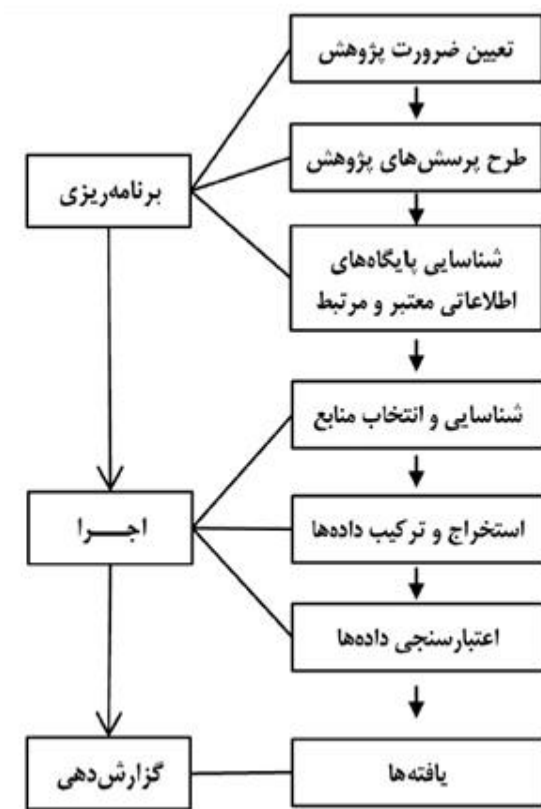 تعیین ضرورت پژوهش
طرح پرسش‌های پژوهش
برنامه‌ریزی
شناسایی پایگاه‌های
اطلاعاتی معتبر و مرتبط
شناسایی و انتخاب منابع
استخراج و ترکیب داده‌ها
اجــــرا
اعتبارسنجی داده‌ها
یافته‌ها
گزارش‌دهی